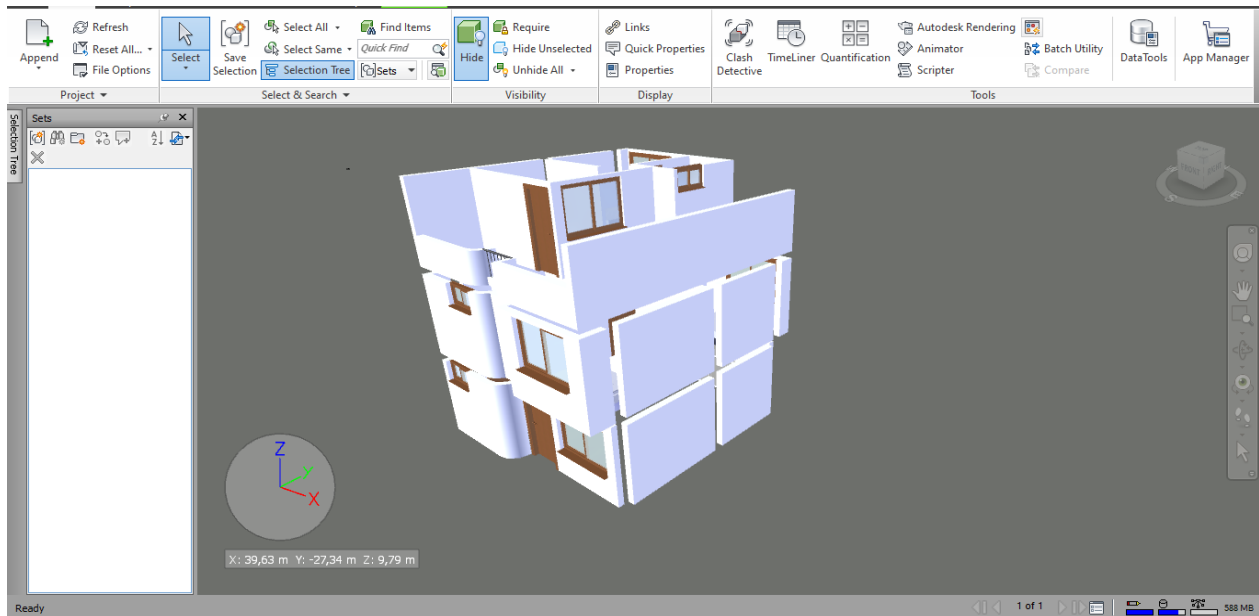 Append
Refresh
Reset All...
File Options
Project
Select
Save Selection
Select All
Select Same
Selection Tree
Find Items
Quick Find
Sets
Select & Search
Hide
Require
Hide Unselected
Unhide All
Visibility
Links
Quick Properties
Properties
Display
Clash Detective
TimeLiner
Quantification
Autodesk Rendering
Animator
Scripter
Batch Utility
Compare
DataTools
App Manager
Tools
Selection Tree
Sets
Z
Y
X
X: 39,63 m Y: -27,34 m Z: 9,79 m
Ready
1 of 1
588 MB